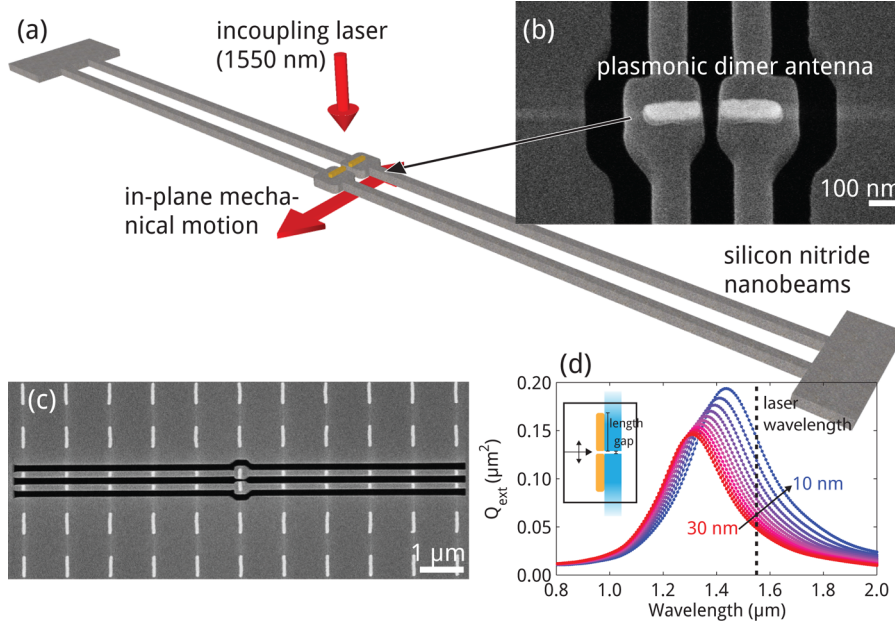 (a)
incoupling laser
(1550 nm)
in-plane mecha-
nical motion
(b)
plasmonic dimer antenna
100 nm
silicon nitride
nanobeams
(c)
1 μm
(d)
0.20
0.15
0.10
0.05
0.00
Q_ext (μm²)
length
gap
laser
wavelength
10 nm
30 nm
0.8 1.0 1.2 1.4 1.6 1.8 2.0
Wavelength (μm)